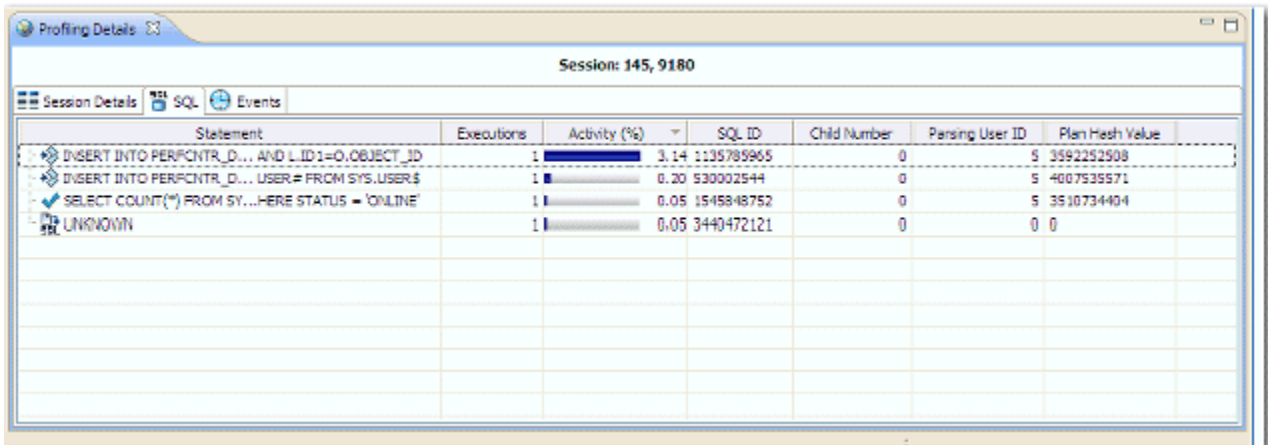 Profiling Details
Session: 145, 9180
Session Details SQL Events
Statement Executions Activity (%) SQL ID Child Number Parsing User ID Plan Hash Value
INSERT INTO PERFCNTR_D... AND L.ID1=O.OBJECT_ID 1 3.14 1135785965 0 5 3592252508
INSERT INTO PERFCNTR_D... USER# FROM SYS.USER$ 1 0.20 530002544 0 5 4007535571
SELECT COUNT(*) FROM SY...HERE STATUS = 'ONLINE' 1 0.05 1545848752 0 5 3510734404
UNKNOWN 1 0.05 3440472121 0 0 0